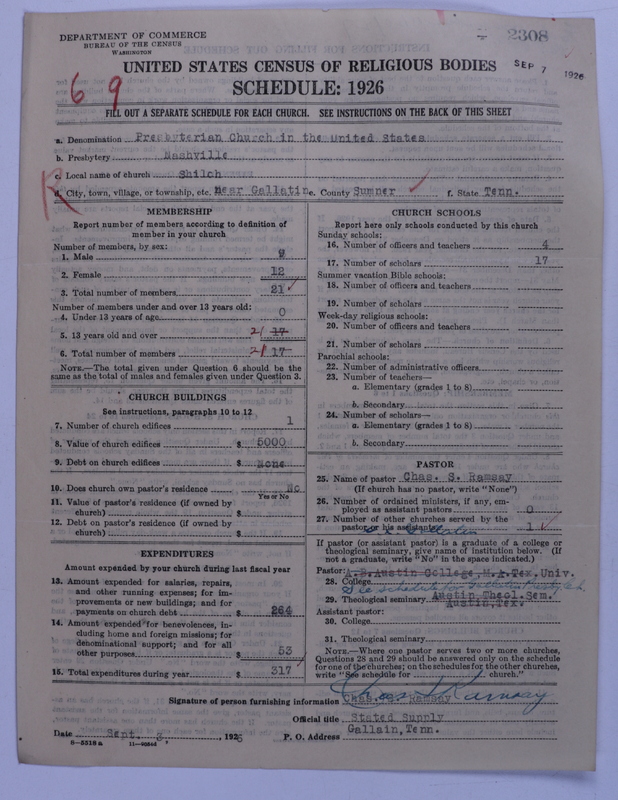 DEPARTMENT OF COMMERCE
BUREAU OF THE CENSUS
WASHINGTON
2308
SEP 7 1926
UNITED STATES CENSUS OF RELIGIOUS BODIES
SCHEDULE: 1926
69
FILL OUT A SEPARATE SCHEDULE FOR EACH CHURCH. SEE INSTRUCTIONS ON THE BACK OF THIS SHEET
a. Denomination Presbyterian Church in the United States
b. Presbytery Nashville
c. Local name of church Shiloh
R
d. City, town, village, or township, etc. Near Gallatin e. County Sumner f. State Tenn.
MEMBERSHIP
Report number of members according to definition of
member in your church
Number of members, by sex:
1. Male 9
2. Female 12
3. Total number of members 21
Number of members under and over 13 years old:
4. Under 13 years of age 0
5. 13 years old and over 21 17
6. Total number of members 21 17
NOTE.—The total given under Question 6 should be the
same as the total of males and females given under Question 3.
CHURCH BUILDINGS
See instructions, paragraphs 10 to 12
7. Number of church edifices 1
8. Value of church edifices $ 5000
9. Debt on church edifices $ None
10. Does church own pastor's residence No
Yes or No
11. Value of pastor's residence (if owned by
church) $
12. Debt on pastor's residence (if owned by
church) $
EXPENDITURES
Amount expended by your church during last fiscal year
13. Amount expended for salaries, repairs,
and other running expenses; for im-
provements or new buildings; and for
payments on church debt $ 264
14. Amount expended for benevolences, in-
cluding home and foreign missions; for
denominational support; and for all
other purposes $ 53
15. Total expenditures during year $ 317
CHURCH SCHOOLS
Report here only schools conducted by this church
Sunday schools:
16. Number of officers and teachers 4
17. Number of scholars 17
Summer vacation Bible schools:
18. Number of officers and teachers
19. Number of scholars
Week-day religious schools:
20. Number of officers and teachers
21. Number of scholars
Parochial schools:
22. Number of administrative officers
23. Number of teachers—
a. Elementary (grades 1 to 8)
b. Secondary
24. Number of scholars—
a. Elementary (grades 1 to 8)
b. Secondary
PASTOR
25. Name of pastor Chas. S. Ramsay
(If church has no pastor, write "None")
26. Number of ordained ministers, if any, em-
ployed as assistant pastors 0
27. Number of other churches served by the
pastor or his assistants 1
If pastor (or assistant pastor) is a graduate of a college or
theological seminary, give name of institution below. (If
not a graduate, write "No" in the space indicated.)
Pastor: A.B. Austin College, M.A. Tex. Univ.
28. College
See schedule
29. Theological seminary Austin Theol. Sem.
Austin, Tex.
Assistant pastor:
30. College
31. Theological seminary
NOTE.—Where one pastor serves two or more churches,
Questions 28 and 29 should be answered only on the schedule
for one of the churches; on the schedules for the other churches,
write "See schedule for church."
Chas S Ramsay
Signature of person furnishing information Chas. S. Ramsay
Official title Stated Supply
Date Sept. 3, 1926 P. O. Address Gallain, Tenn.
8—5518a